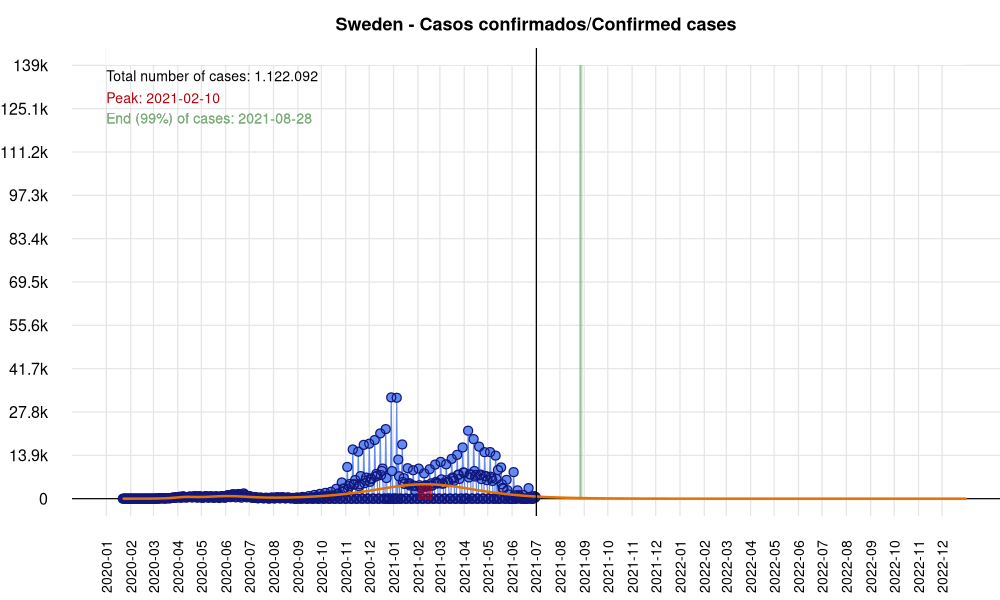 Sweden - Casos confirmados/Confirmed cases
Total number of cases: 1.122.092
Peak: 2021-02-10
End (99%) of cases: 2021-08-28
139k
125.1k
111.2k
97.3k
83.4k
69.5k
55.6k
41.7k
27.8k
13.9k
0
2020-01
2020-02
2020-03
2020-04
2020-05
2020-06
2020-07
2020-08
2020-09
2020-10
2020-11
2020-12
2021-01
2021-02
2021-03
2021-04
2021-05
2021-06
2021-07
2021-08
2021-09
2021-10
2021-11
2021-12
2022-01
2022-02
2022-03
2022-04
2022-05
2022-06
2022-07
2022-08
2022-09
2022-10
2022-11
2022-12